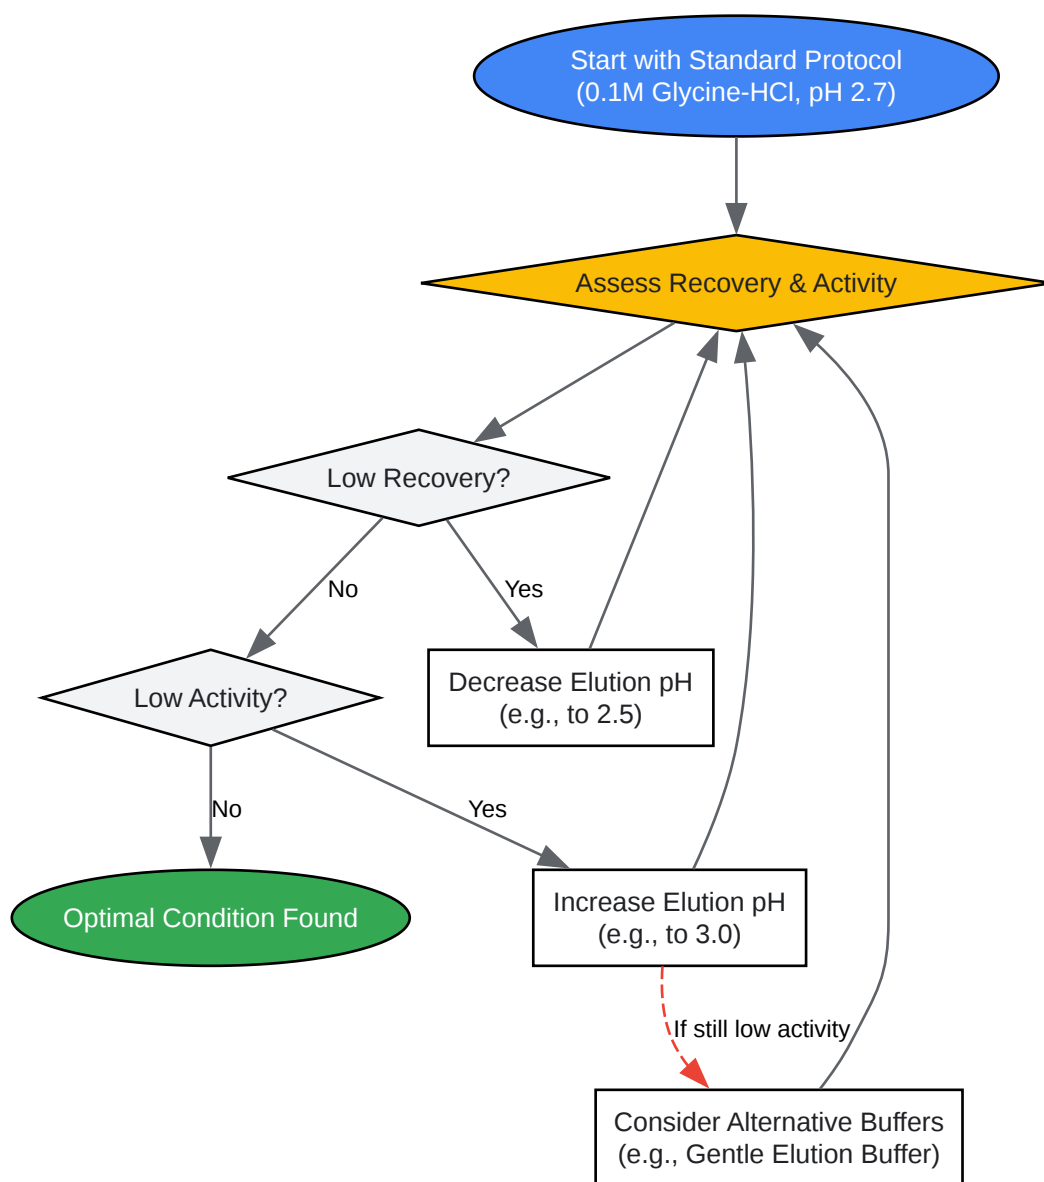 Start with Standard Protocol
(0.1M Glycine-HCl, pH 2.7)
Assess Recovery & Activity
Low Recovery?
No
Yes
Decrease Elution pH
(e.g., to 2.5)
Low Activity?
No
Yes
Optimal Condition Found
Increase Elution pH
(e.g., to 3.0)
If still low activity
Consider Alternative Buffers
(e.g., Gentle Elution Buffer)